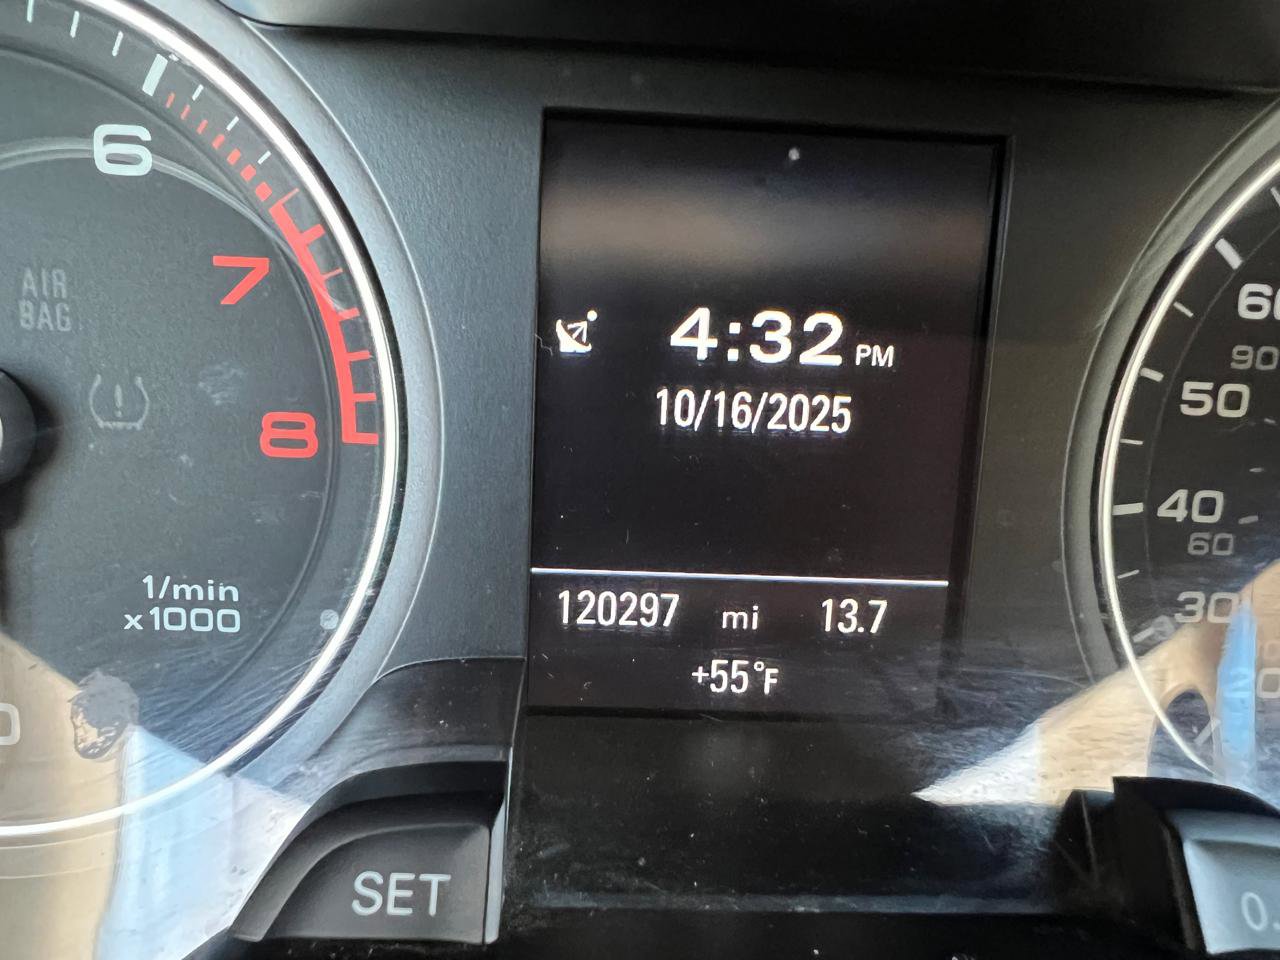 6
7
8
AIR
BAG
1/min
x1000
4:32 PM
10/16/2025
120297 mi 13.7
+55°F
SET
60
90
50
40
60
30